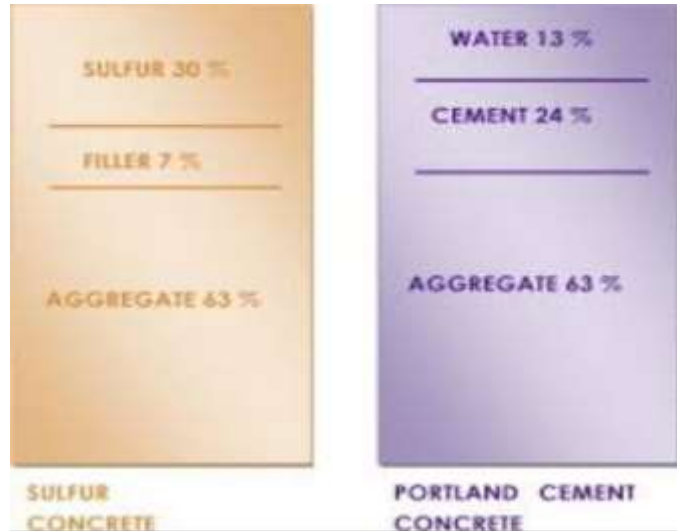 SULFUR 30 %
FILLER 7 %
AGGREGATE 63 %
SULFUR
CONCRETE
WATER 13 %
CEMENT 24 %
AGGREGATE 63 %
PORTLAND CEMENT
CONCRETE